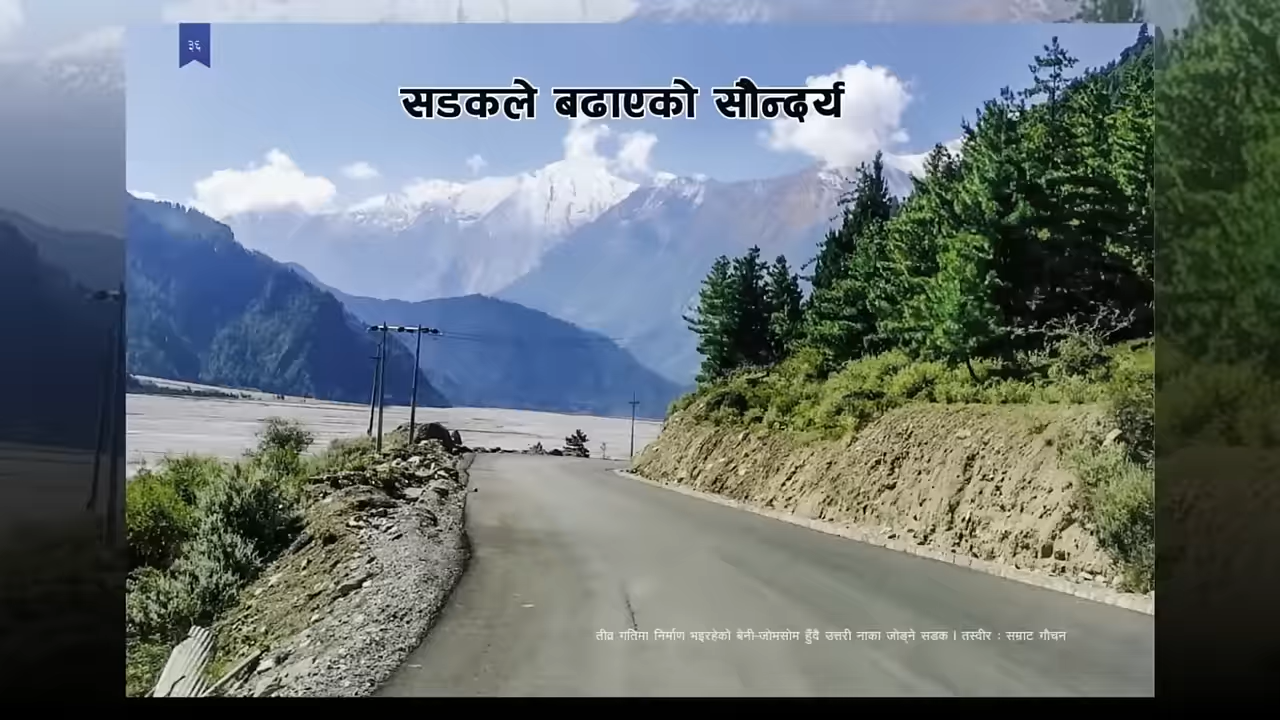 ३६
सडकले बढाएको सौन्दर्य
तीव्र गतिमा निर्माण भइरहेको बेनी-जोमसोम हुँदै उत्तरी नाका जोड्ने सडक । तस्वीर : सम्राट गौचन